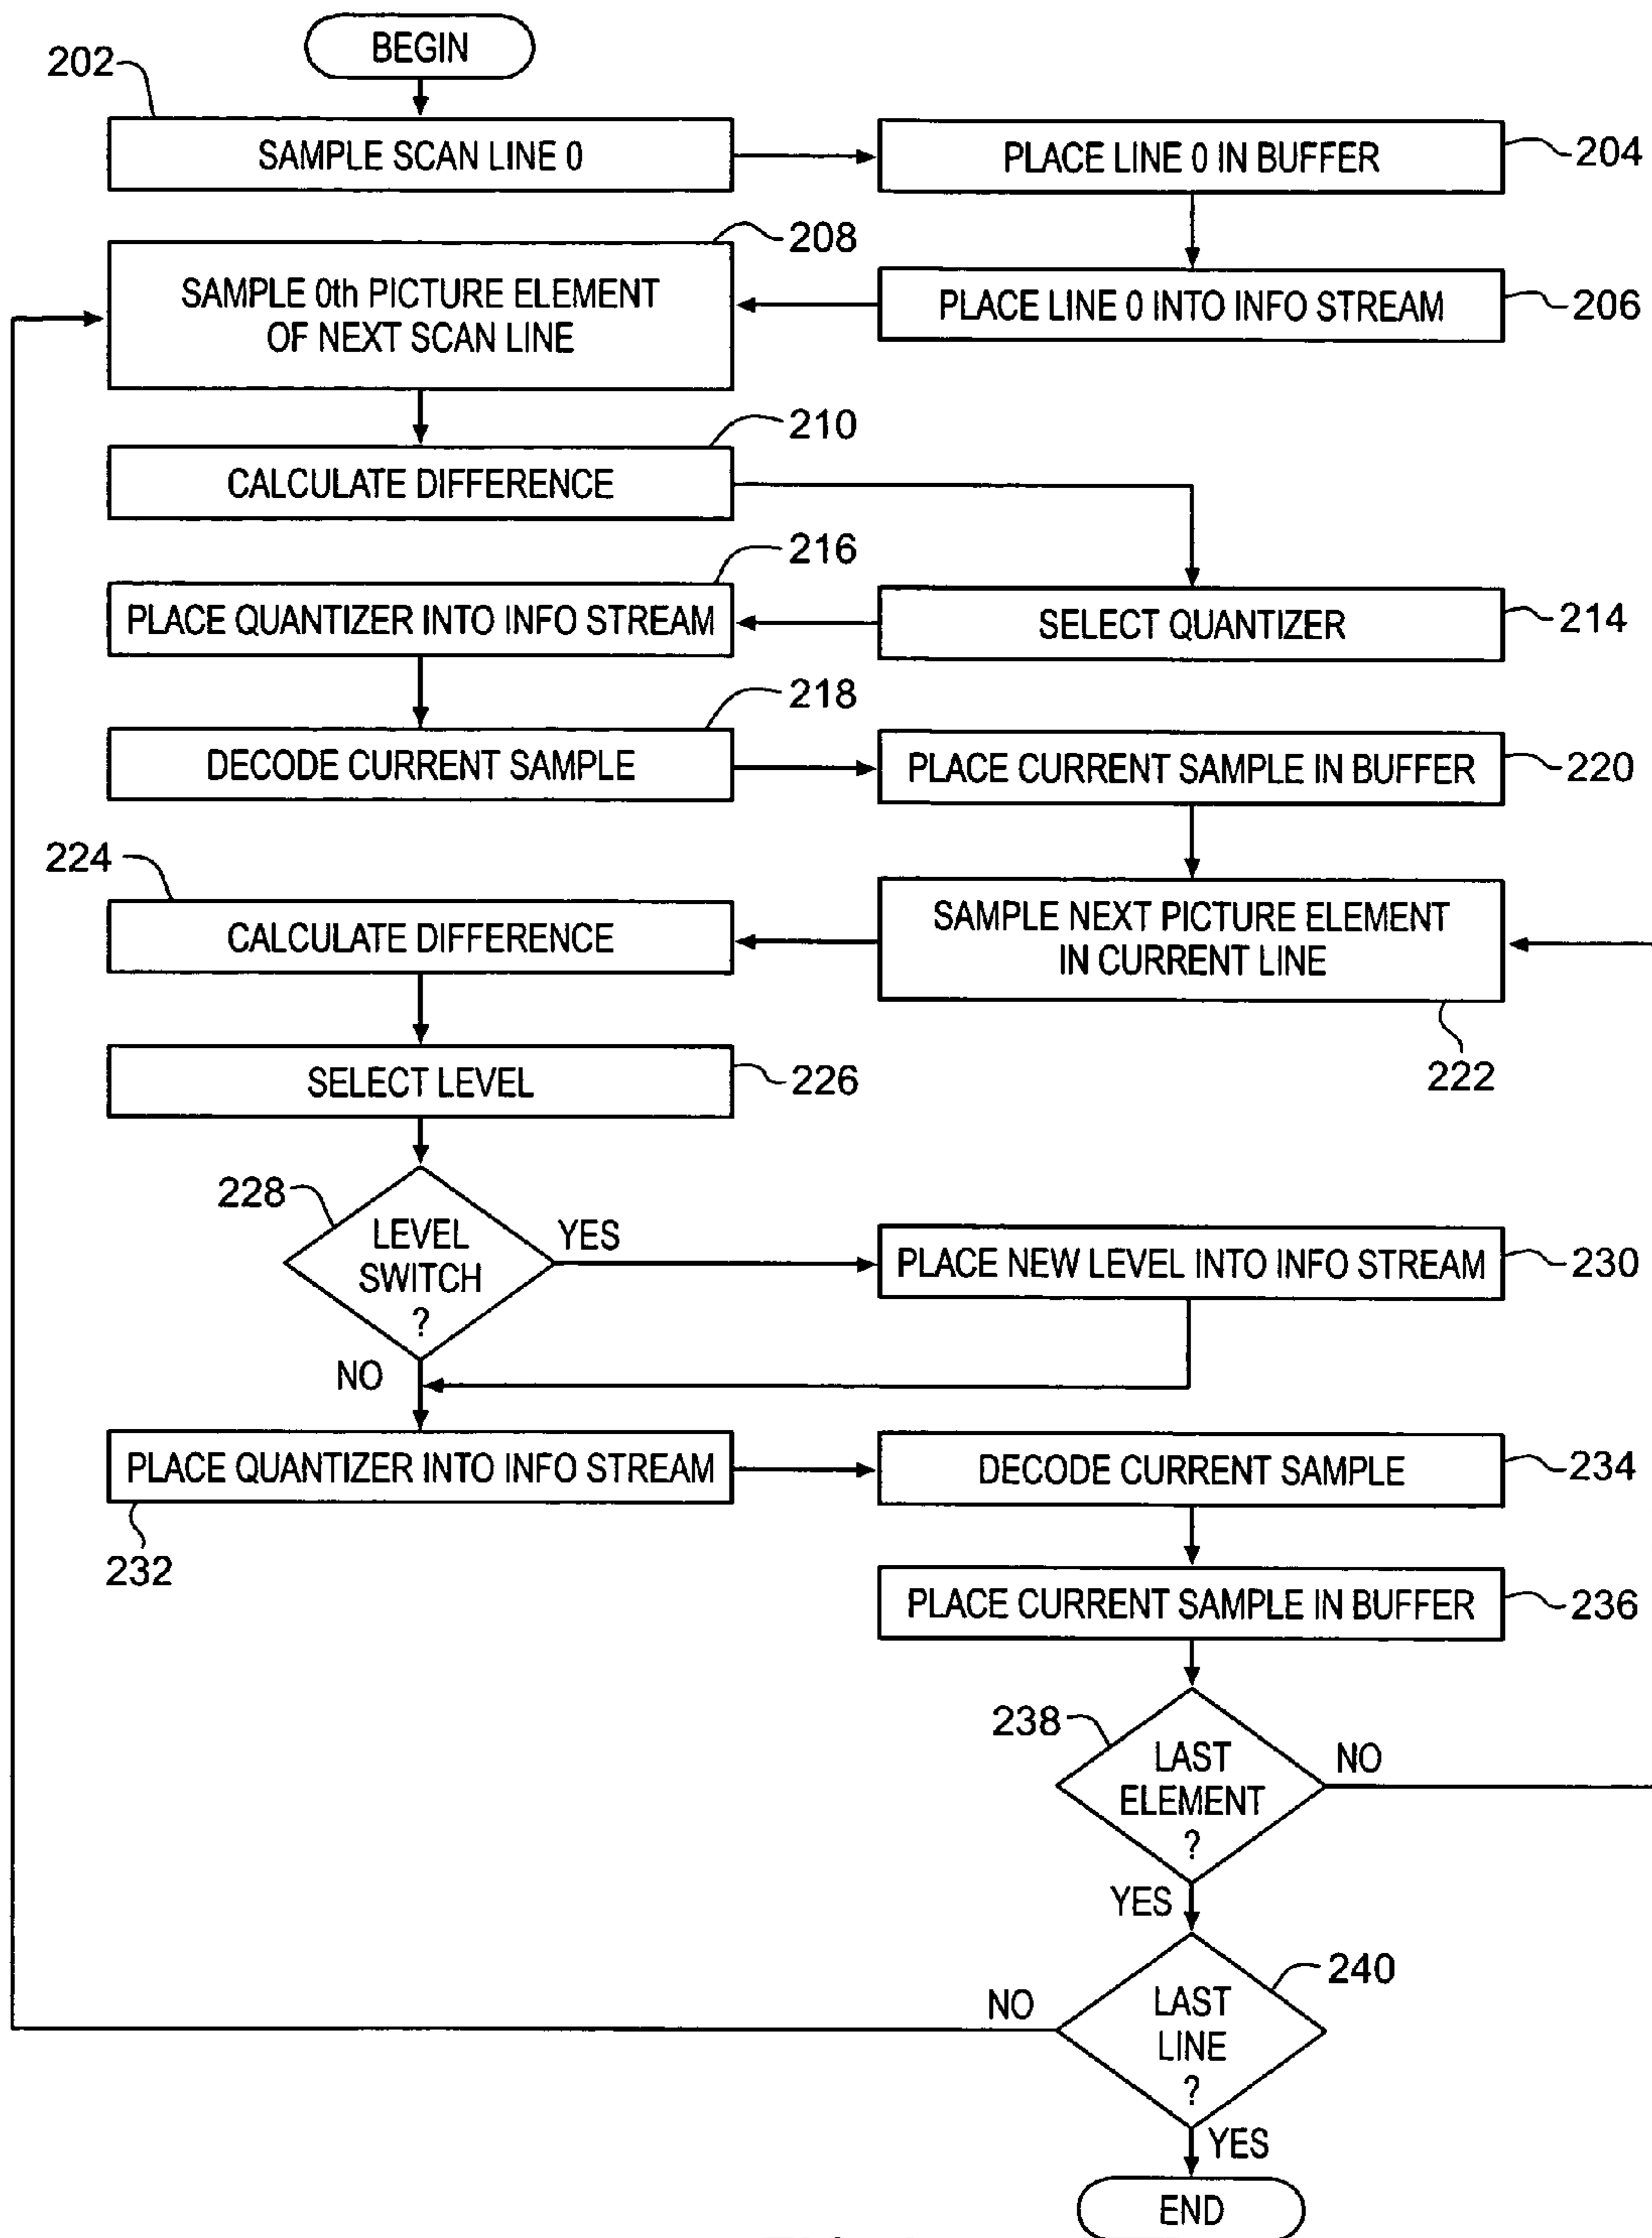 BEGIN
202
SAMPLE SCAN LINE 0
PLACE LINE 0 IN BUFFER
204
208
SAMPLE 0th PICTURE ELEMENT
OF NEXT SCAN LINE
PLACE LINE 0 INTO INFO STREAM
206
210
CALCULATE DIFFERENCE
216
PLACE QUANTIZER INTO INFO STREAM
SELECT QUANTIZER
214
218
DECODE CURRENT SAMPLE
PLACE CURRENT SAMPLE IN BUFFER
220
224
CALCULATE DIFFERENCE
SAMPLE NEXT PICTURE ELEMENT
IN CURRENT LINE
222
SELECT LEVEL
226
228
LEVEL
SWITCH
?
YES
PLACE NEW LEVEL INTO INFO STREAM
230
NO
PLACE QUANTIZER INTO INFO STREAM
232
DECODE CURRENT SAMPLE
234
PLACE CURRENT SAMPLE IN BUFFER
236
238
LAST
ELEMENT
?
NO
YES
240
LAST
LINE
?
NO
YES
END